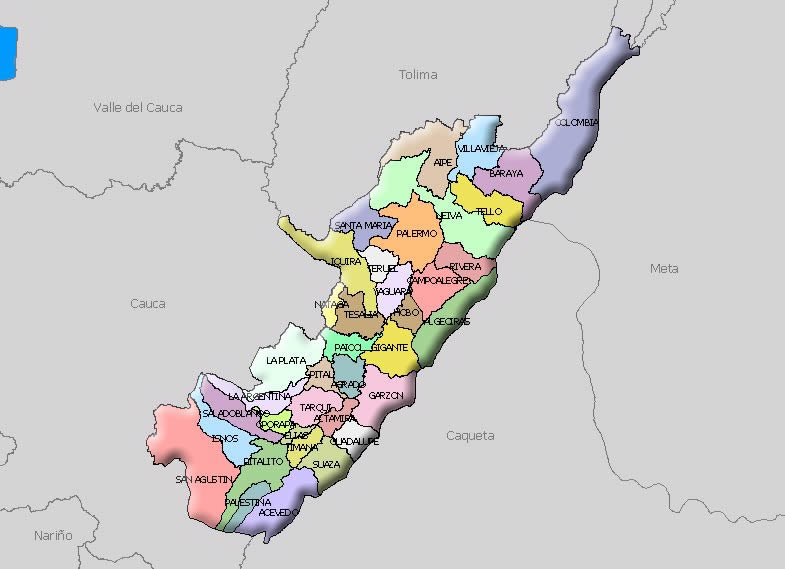 Tolima
Valle del Cauca
COLOMBIA
VILLAVIEJA
AIPE
BARAYA
TELLO
NEIVA
SANTA MARIA
PALERMO
IQUIRA
TERUEL
RIVERA
Meta
CAMPOALEGRE
YAGUARA
Cauca
NATAGA
TESALIA
HOBO
ALGECIRAS
PAICOL
GIGANTE
LA PLATA
PITAL
AGRADO
LA ARGENTINA
GARZON
TARQUI
SALADOBLANCO
ALTAMIRA
OPORAPA
ELIAS
Caqueta
ISNOS
GUADALUPE
TIMANA
PITALITO
SUAZA
SAN AGUSTIN
PALESTINA
ACEVEDO
Nariño